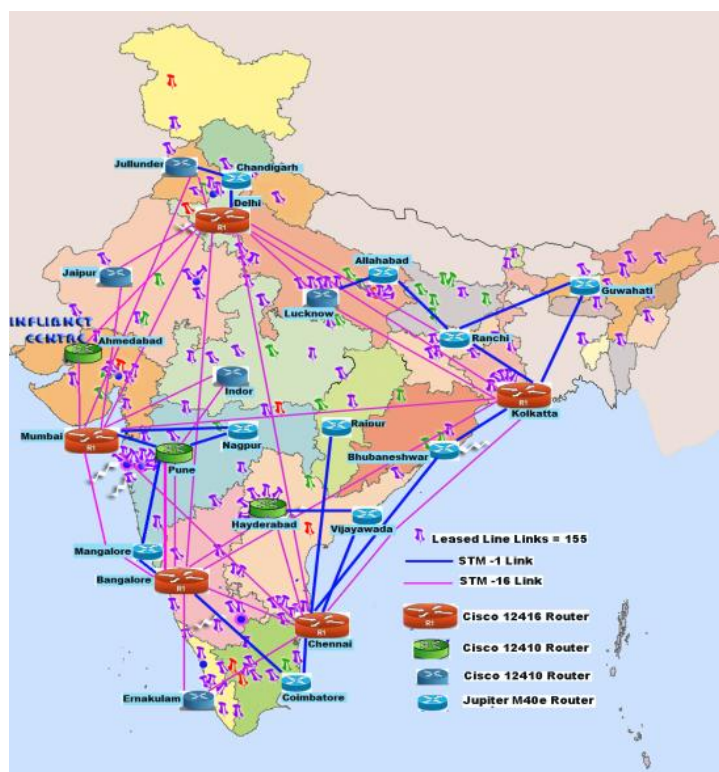 Jullunder
Chandigarh
Delhi
R1
Jaipur
Allahabad
Lucknow
Guwahati
Ranchi
INFLIBNET
CENTRE
Ahmedabad
Indor
Kolkatta
R1
Mumbai
R1
Nagpur
Raipur
Pune
Bhubaneshwar
Hayderabad
Vijayawada
Mangalore
Bangalore
R1
Chennai
R1
Ernakulam
Coimbatore
Leased Line Links = 155
STM -1 Link
STM -16 Link
R1
Cisco 12416 Router
Cisco 12410 Router
Cisco 12410 Router
Jupiter M40e Router